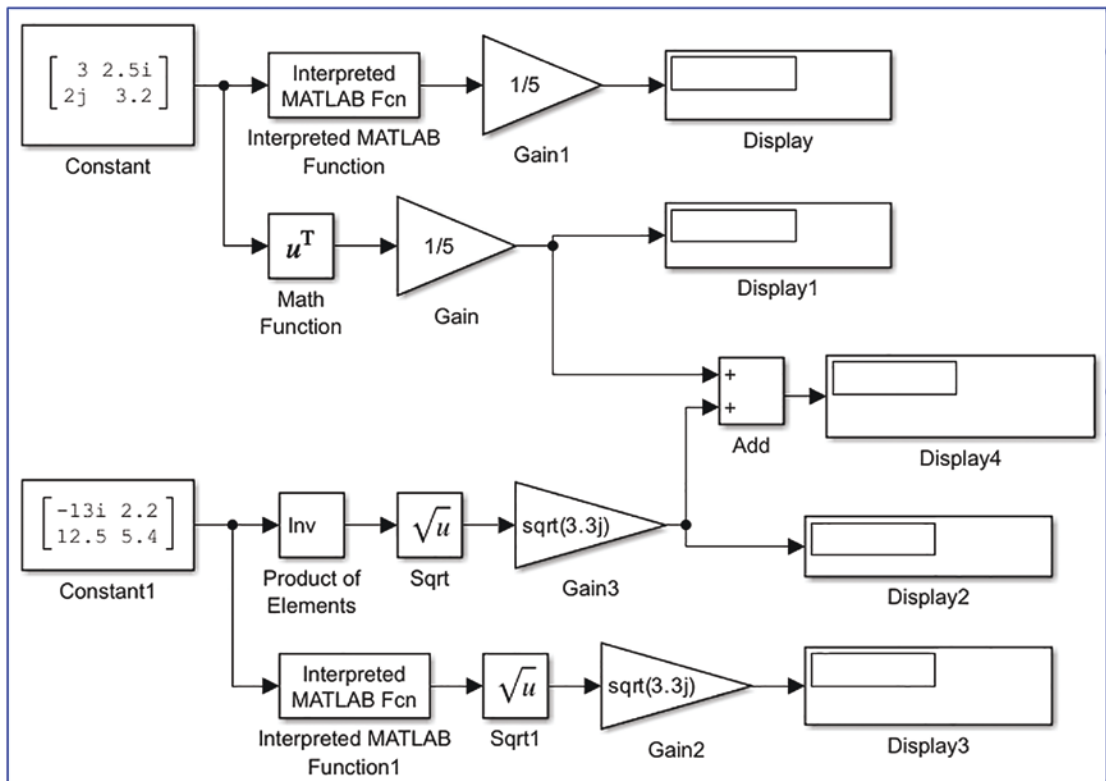 3 2.5i
2j 3.2
Constant
Interpreted
MATLAB Fcn
Interpreted MATLAB
Function
1/5
Gain1
Display
u^T
Math
Function
1/5
Gain
Display1
+
+
Add
Display4
-13i 2.2
12.5 5.4
Constant1
Inv
Product of
Elements
√u
Sqrt
sqrt(3.3j)
Gain3
Display2
Interpreted
MATLAB Fcn
Interpreted MATLAB
Function1
√u
Sqrt1
sqrt(3.3j)
Gain2
Display3